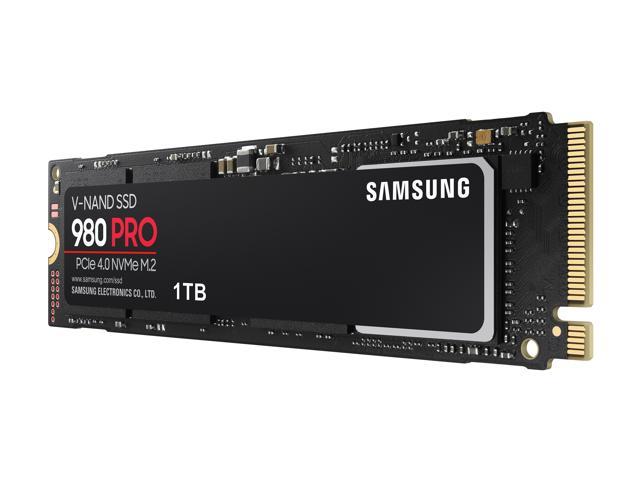 V-NAND SSD
980 PRO
PCIe 4.0 NVMe M.2
www.samsung.com/ssd
SAMSUNG ELECTRONICS CO., LTD.
1TB
SAMSUNG